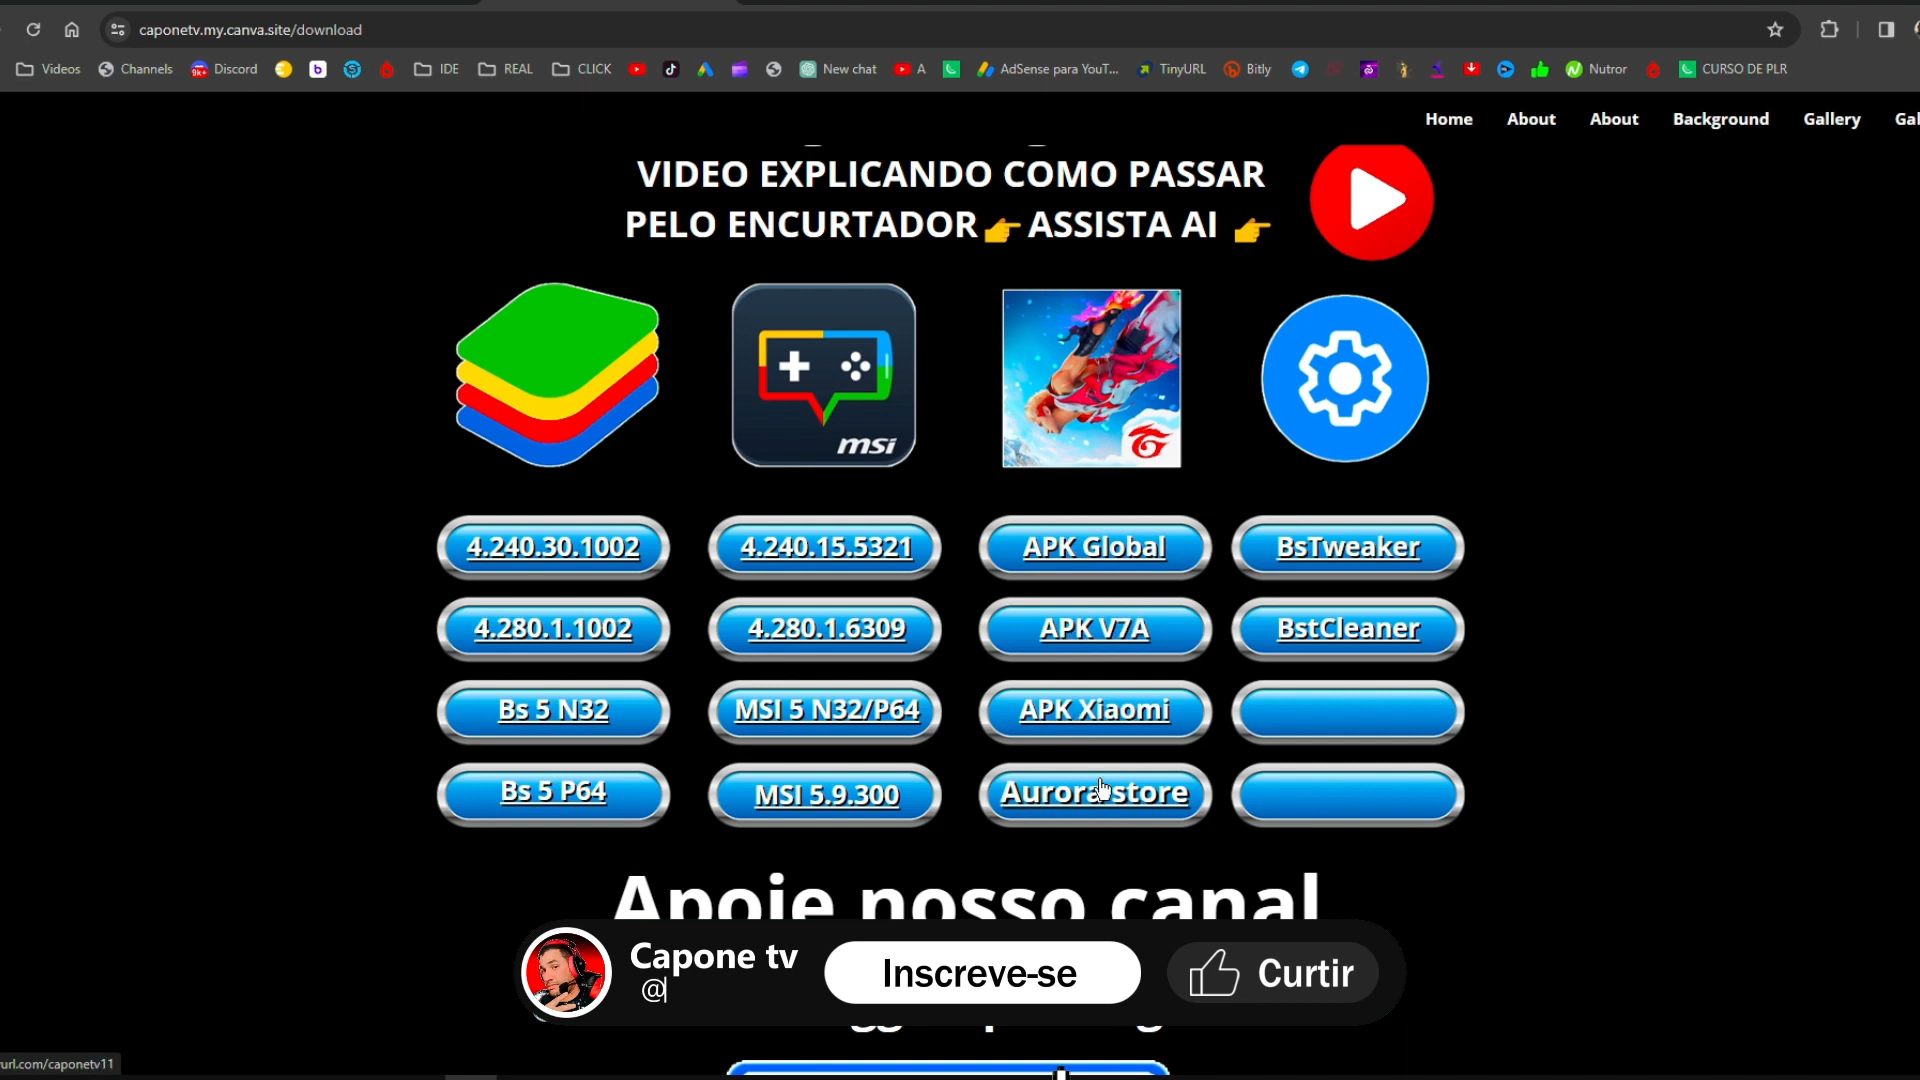 caponetv.my.canva.site/download
Videos
Channels
Discord
IDE
REAL
CLICK
New chat
A
AdSense para YouT...
TinyURL
Bitly
Nutror
CURSO DE PLR
Home
About
About
Background
Gallery
Gal
VIDEO EXPLICANDO COMO PASSAR
PELO ENCURTADOR👉ASSISTA AI 👉
msi
4.240.30.1002
4.240.15.5321
APK Global
BsTweaker
4.280.1.1002
4.280.1.6309
APK V7A
BstCleaner
Bs 5 N32
MSI 5 N32/P64
APK Xiaomi
Bs 5 P64
MSI 5.9.300
Aurora store
Apoie nosso canal
Capone tv
@
Inscreve-se
Curtir
url.com/caponetv11